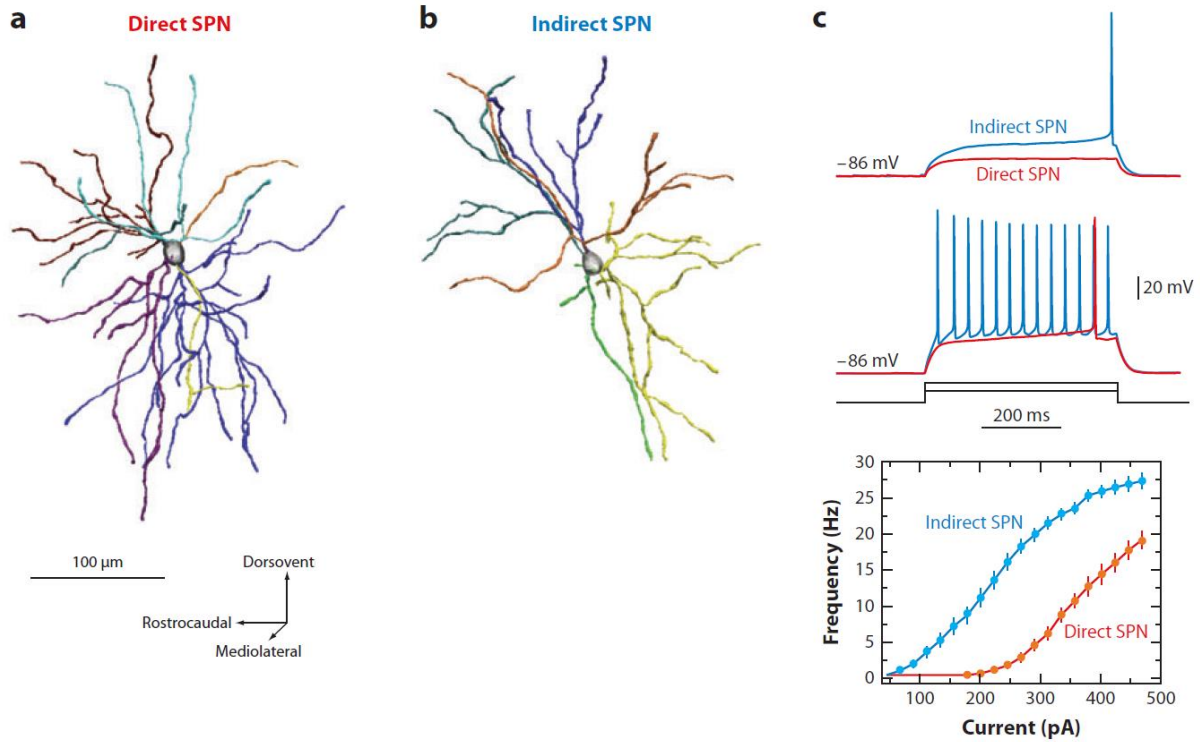 a
Direct SPN
b
Indirect SPN
c
Indirect SPN
–86 mV
Direct SPN
20 mV
–86 mV
200 ms
100 µm
Dorsovent
Rostrocaudal
Mediolateral
30
25
20
15
10
5
0
Frequency (Hz)
Indirect SPN
Direct SPN
100
200
300
400
500
Current (pA)